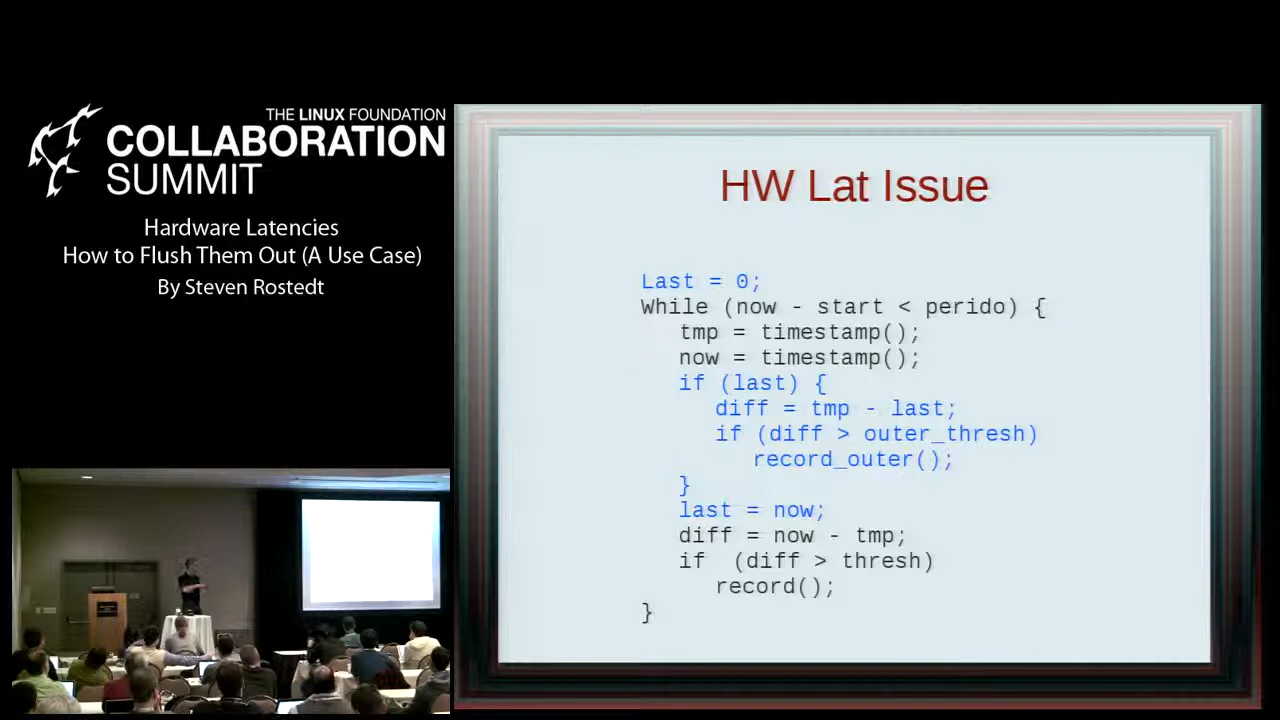 THE LINUX FOUNDATION
COLLABORATION
SUMMIT
Hardware Latencies
How to Flush Them Out (A Use Case)
By Steven Rostedt
HW Lat Issue
Last = 0;
While (now - start < perido) {
tmp = timestamp();
now = timestamp();
if (last) {
diff = tmp - last;
if (diff > outer_thresh)
record_outer();
}
last = now;
diff = now - tmp;
if (diff > thresh)
record();
}